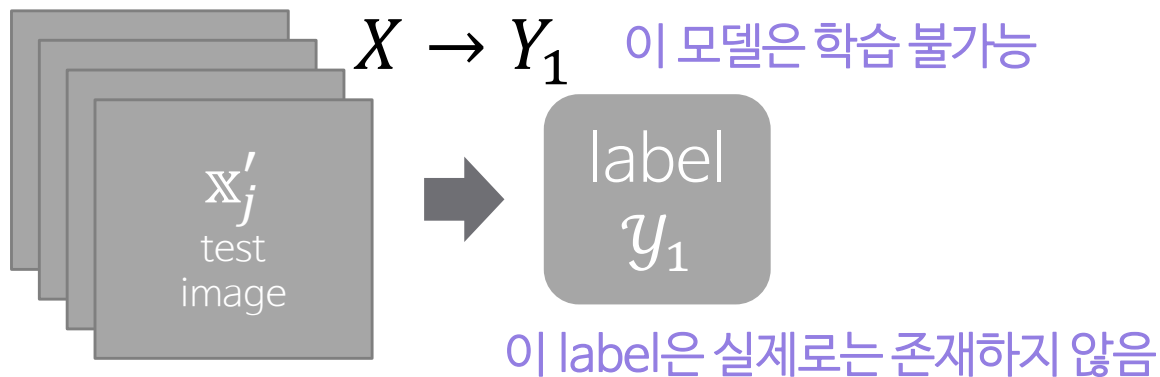 X → Y₁ 이 모델은 학습 불가능
𝕩′ⱼ
test
image
label
𝒴₁
이 label은 실제로는 존재하지 않음